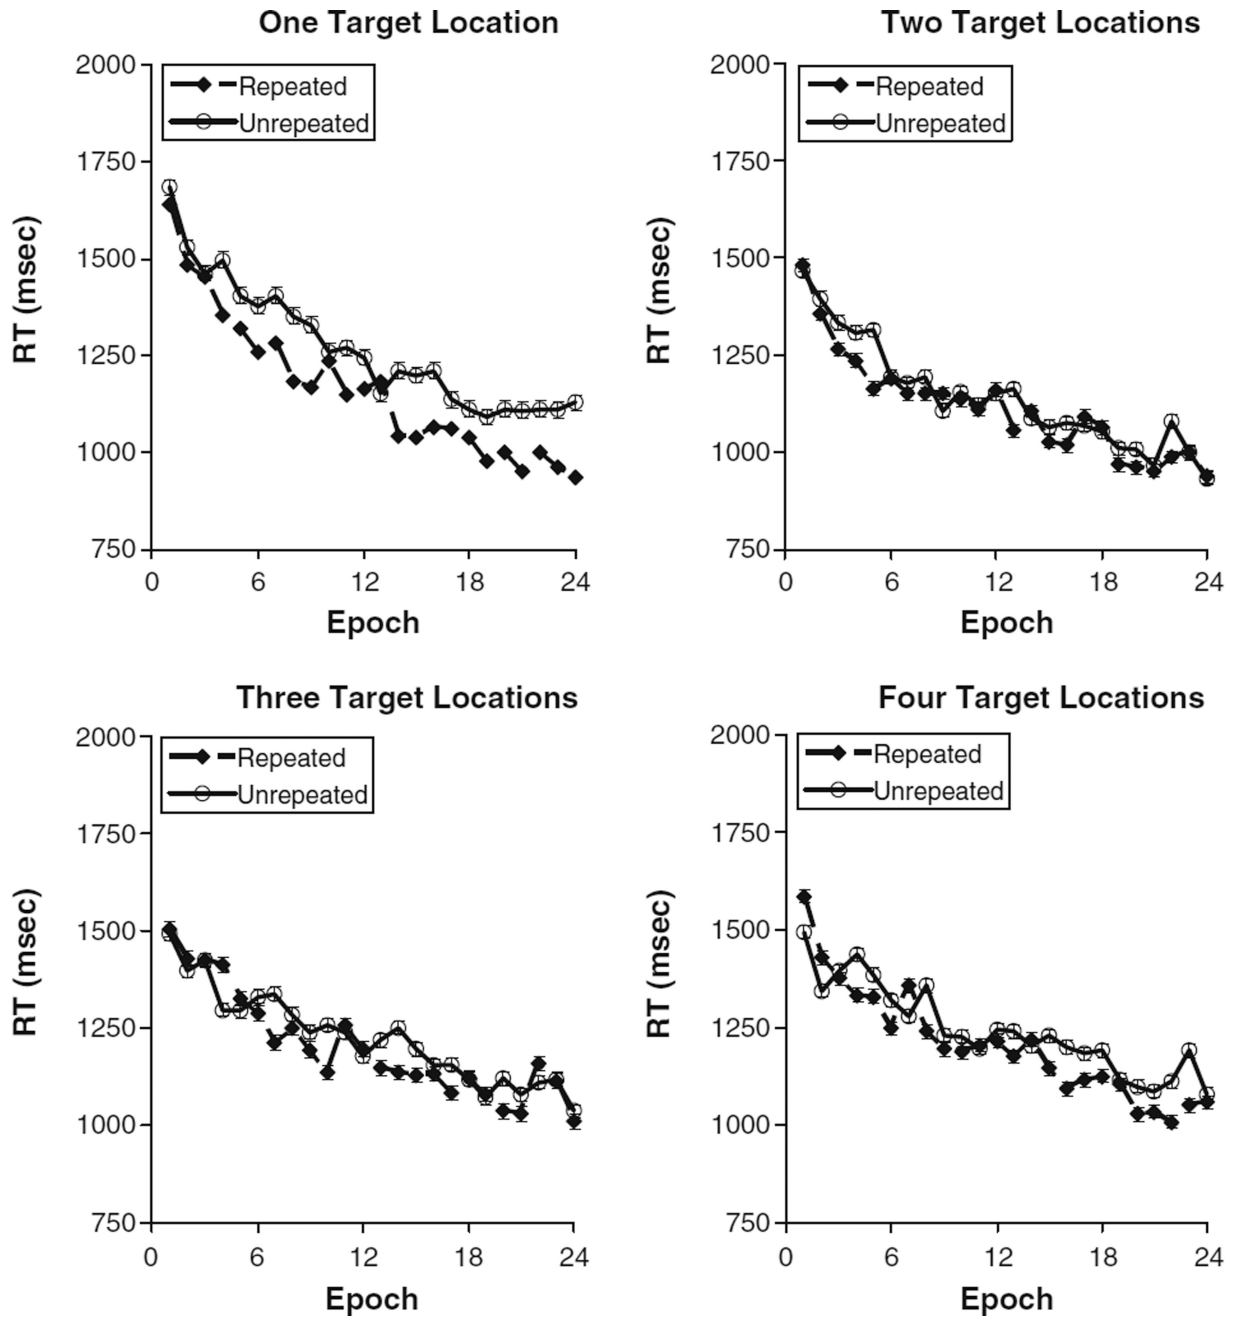 One Target Location
2000
1750
1500
1250
1000
750
RT (msec)
Repeated
Unrepeated
0 6 12 18 24
Epoch
Two Target Locations
2000
1750
1500
1250
1000
750
RT (msec)
Repeated
Unrepeated
0 6 12 18 24
Epoch
Three Target Locations
2000
1750
1500
1250
1000
750
RT (msec)
Repeated
Unrepeated
0 6 12 18 24
Epoch
Four Target Locations
2000
1750
1500
1250
1000
750
RT (msec)
Repeated
Unrepeated
0 6 12 18 24
Epoch